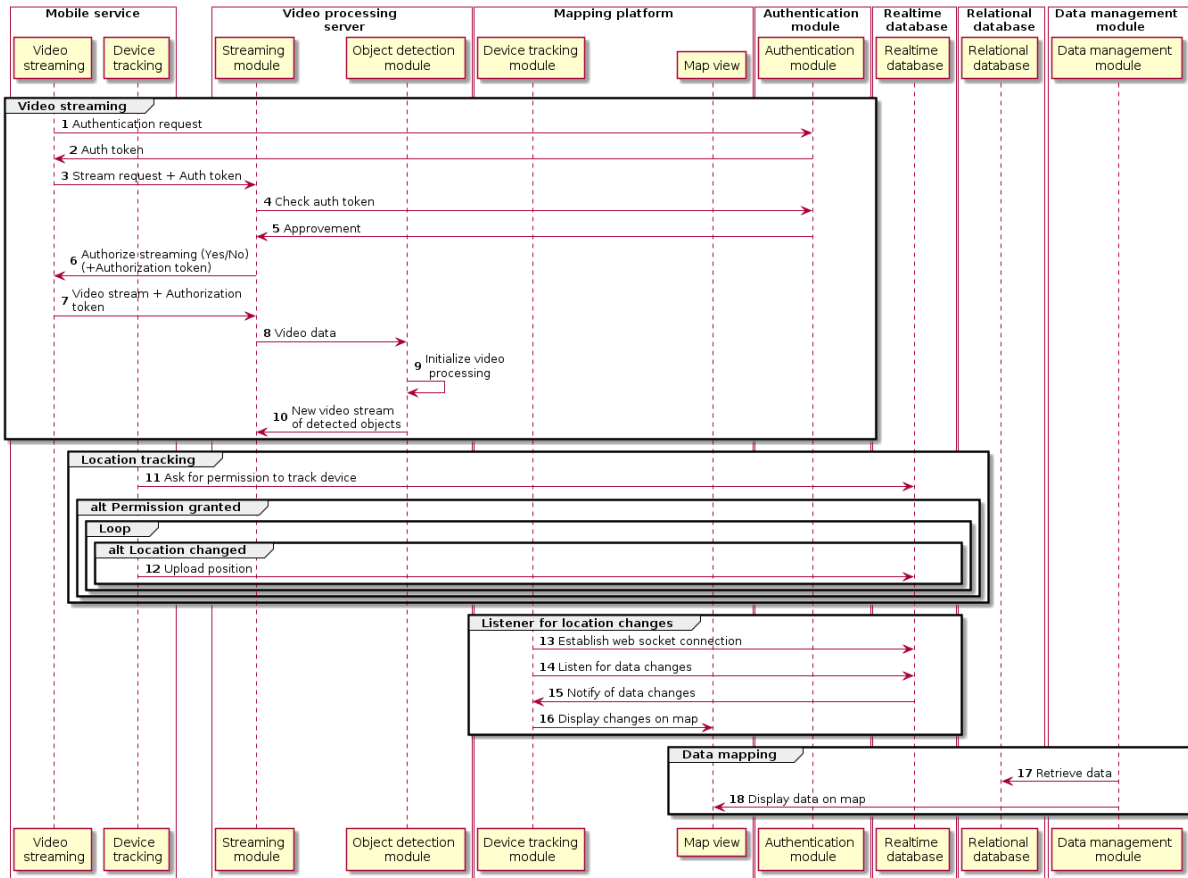 Mobile service
Video processing
server
Mapping platform
Authentication
module
Realtime
database
Relational
database
Data management
module
Video
streaming
Device
tracking
Streaming
module
Object detection
module
Device tracking
module
Map view
Authentication
module
Realtime
database
Relational
database
Data management
module
Video streaming
1 Authentication request
2 Auth token
3 Stream request + Auth token
4 Check auth token
5 Approvement
6 Authorize streaming (Yes/No)
(+Authorization token)
7 Video stream + Authorization
token
8 Video data
9 Initialize video
processing
10 New video stream
of detected objects
Location tracking
11 Ask for permission to track device
alt Permission granted
Loop
alt Location changed
12 Upload position
Listener for location changes
13 Establish web socket connection
14 Listen for data changes
15 Notify of data changes
16 Display changes on map
Data mapping
17 Retrieve data
18 Display data on map
Video
streaming
Device
tracking
Streaming
module
Object detection
module
Device tracking
module
Map view
Authentication
module
Realtime
database
Relational
database
Data management
module